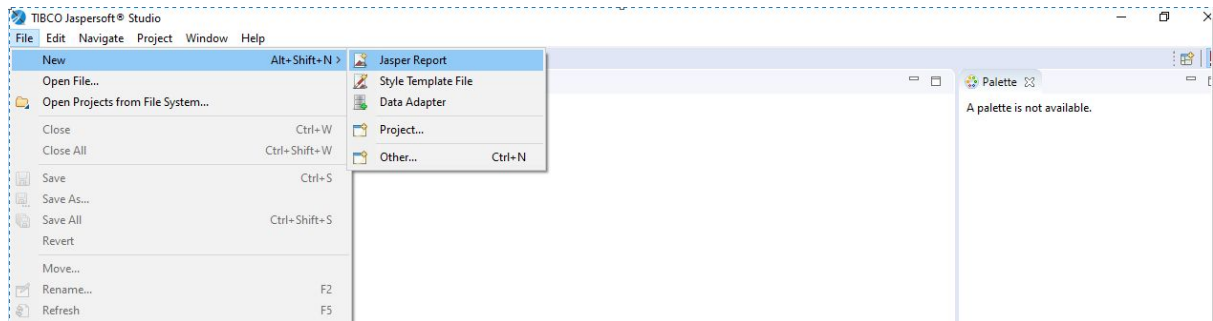 TIBCO Jaspersoft® Studio
File Edit Navigate Project Window Help
New Alt+Shift+N >
Jasper Report
Open File...
Style Template File
Open Projects from File System...
Data Adapter
Palette
A palette is not available.
Close Ctrl+W
Project...
Close All Ctrl+Shift+W
Other... Ctrl+N
Save Ctrl+S
Save As...
Save All Ctrl+Shift+S
Revert
Move...
Rename... F2
Refresh F5